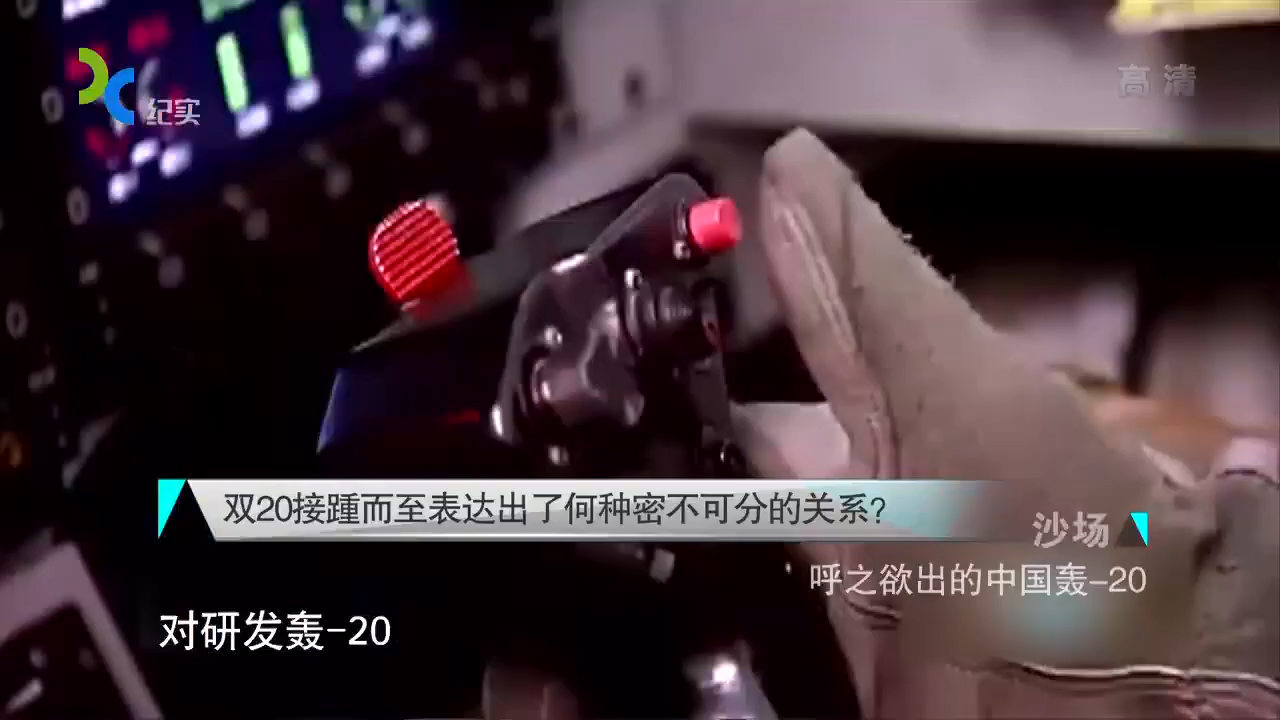 纪实
高清
双20接踵而至表达出了何种密不可分的关系?
沙场
呼之欲出的中国轰-20
对研发轰-20